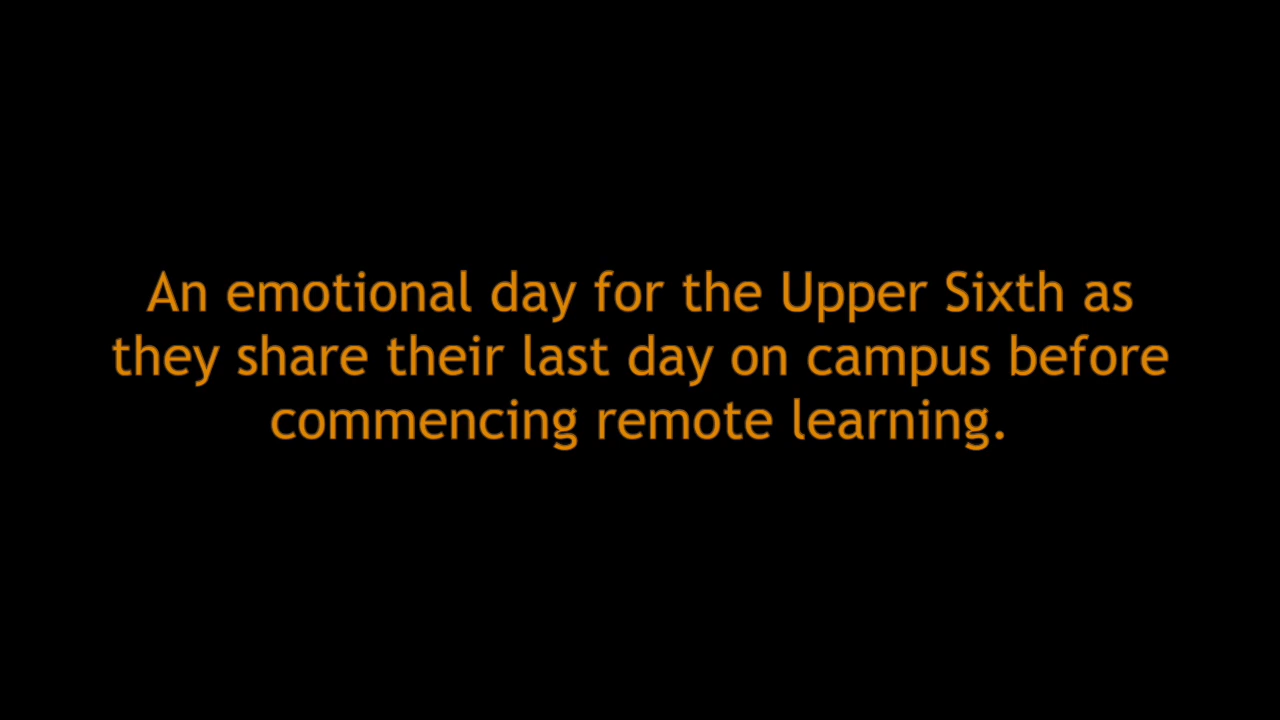 An emotional day for the Upper Sixth as
they share their last day on campus before
commencing remote learning.